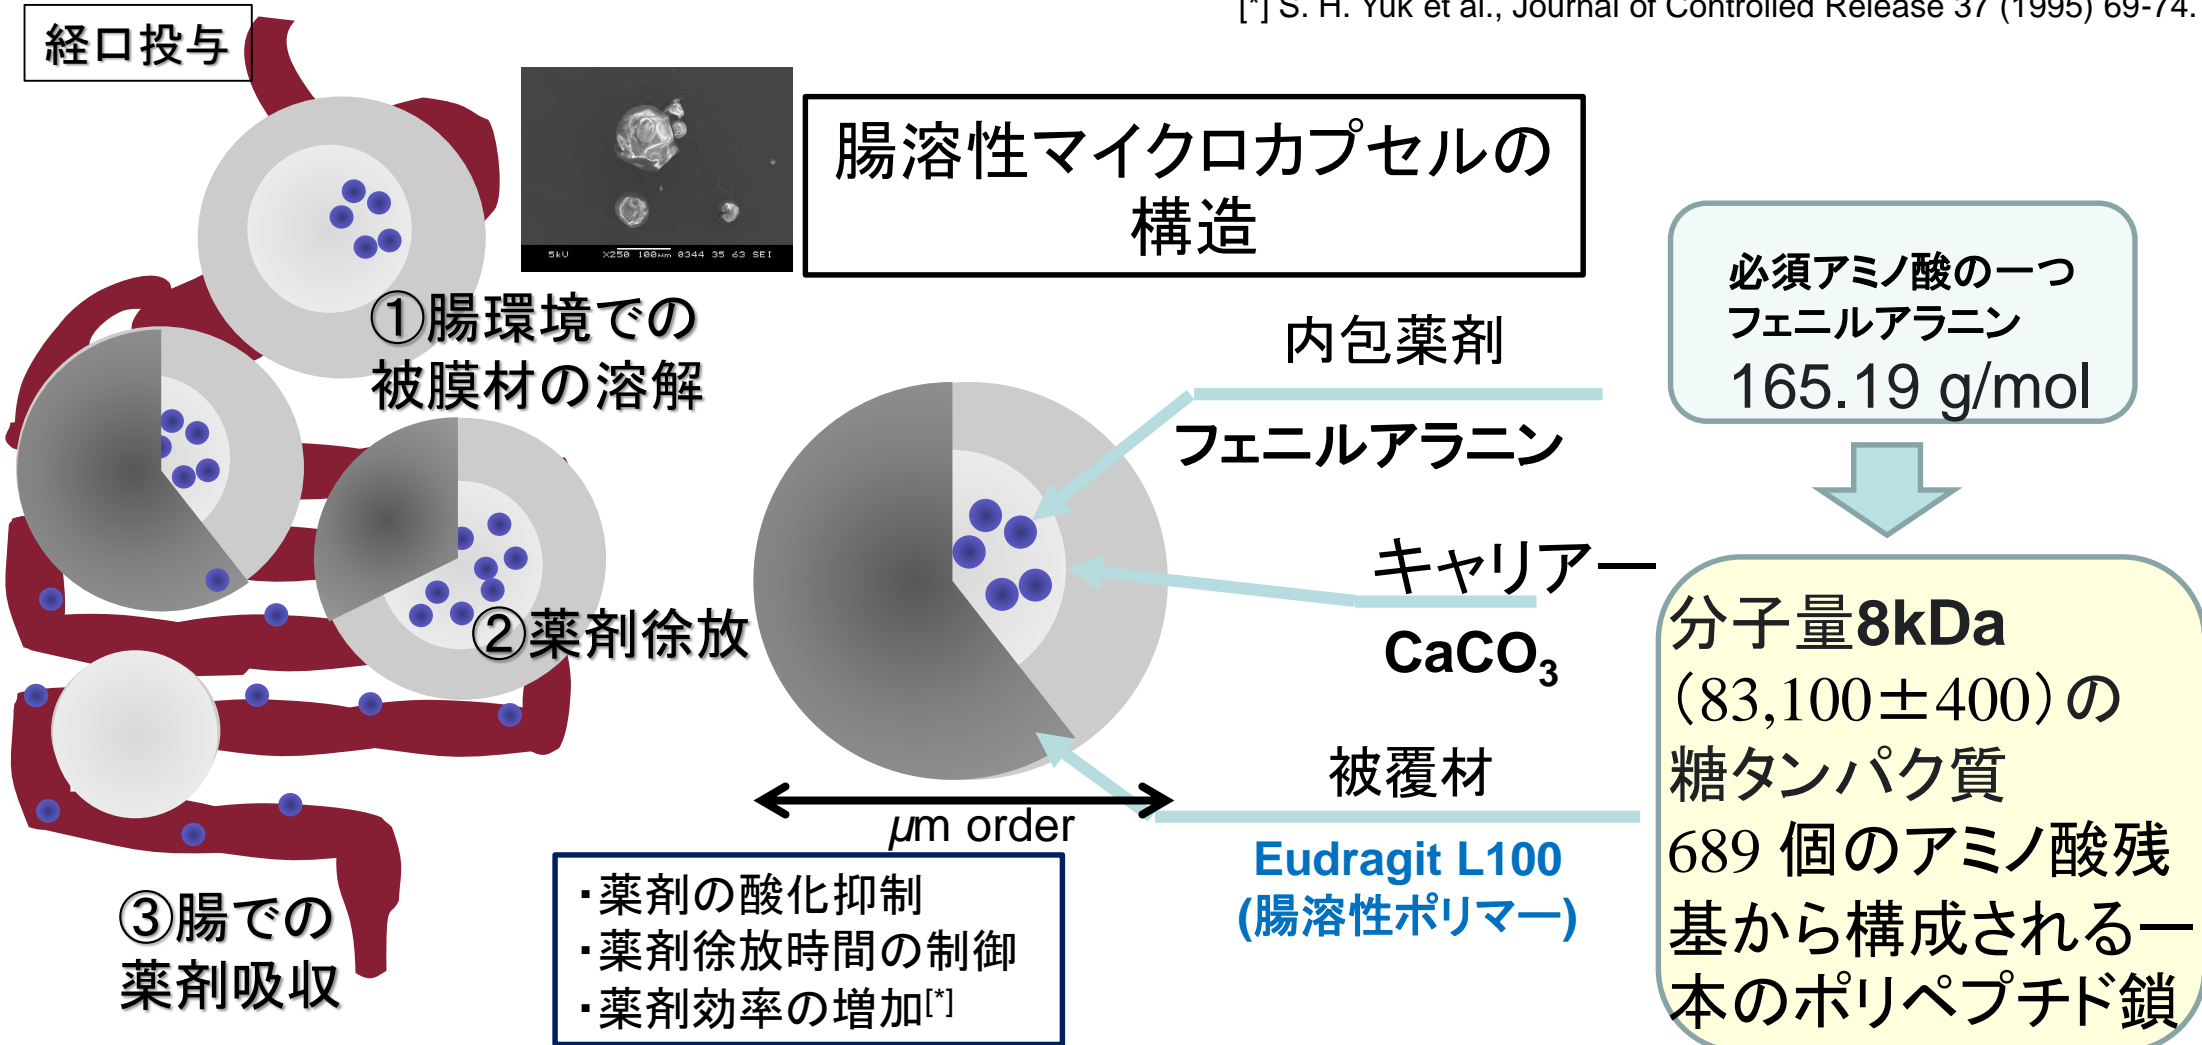 [*] S. H. Yuk et al., Journal of Controlled Release 37 (1995) 69-74.
経口投与
5kU X250 100µm 0344 35 63 SEI
腸溶性マイクロカプセルの
構造
①腸環境での
被膜材の溶解
②薬剤徐放
③腸での
薬剤吸収
内包薬剤
フェニルアラニン
キャリアー
CaCO₃
被覆材
Eudragit L100
(腸溶性ポリマー)
µm order
・薬剤の酸化抑制
・薬剤徐放時間の制御
・薬剤効率の増加[*]
必須アミノ酸の一つ
フェニルアラニン
165.19 g/mol
分子量8kDa
（83,100±400）の
糖タンパク質
689 個のアミノ酸残
基から構成される一
本のポリペプチド鎖